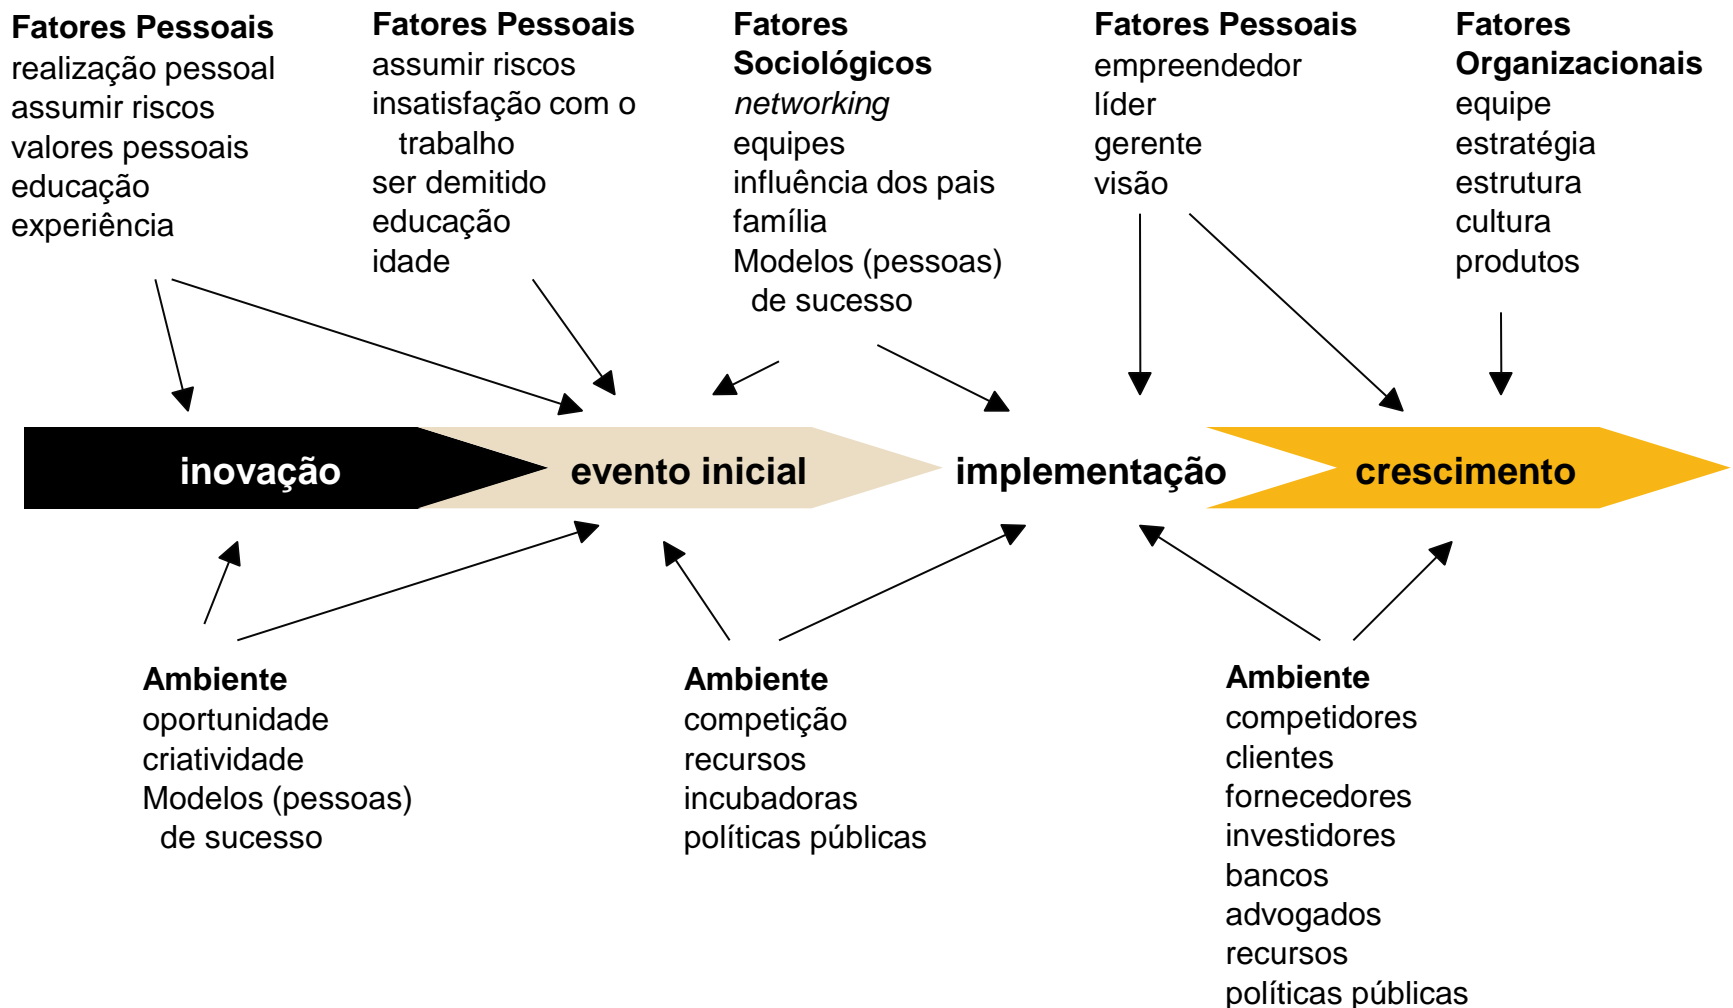 Fatores Pessoais
realização pessoal
assumir riscos
valores pessoais
educação
experiência
Fatores Pessoais
assumir riscos
insatisfação com o
trabalho
ser demitido
educação
idade
Fatores
Sociológicos
networking
equipes
influência dos pais
família
Modelos (pessoas)
de sucesso
Fatores Pessoais
empreendedor
líder
gerente
visão
Fatores
Organizacionais
equipe
estratégia
estrutura
cultura
produtos
inovação
evento inicial
implementação
crescimento
Ambiente
oportunidade
criatividade
Modelos (pessoas)
de sucesso
Ambiente
competição
recursos
incubadoras
políticas públicas
Ambiente
competidores
clientes
fornecedores
investidores
bancos
advogados
recursos
políticas públicas